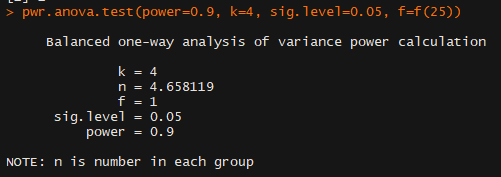 > pwr.anova.test(power=0.9, k=4, sig.level=0.05, f=f(25))
Balanced one-way analysis of variance power calculation
k = 4
n = 4.658119
f = 1
sig.level = 0.05
power = 0.9
NOTE: n is number in each group